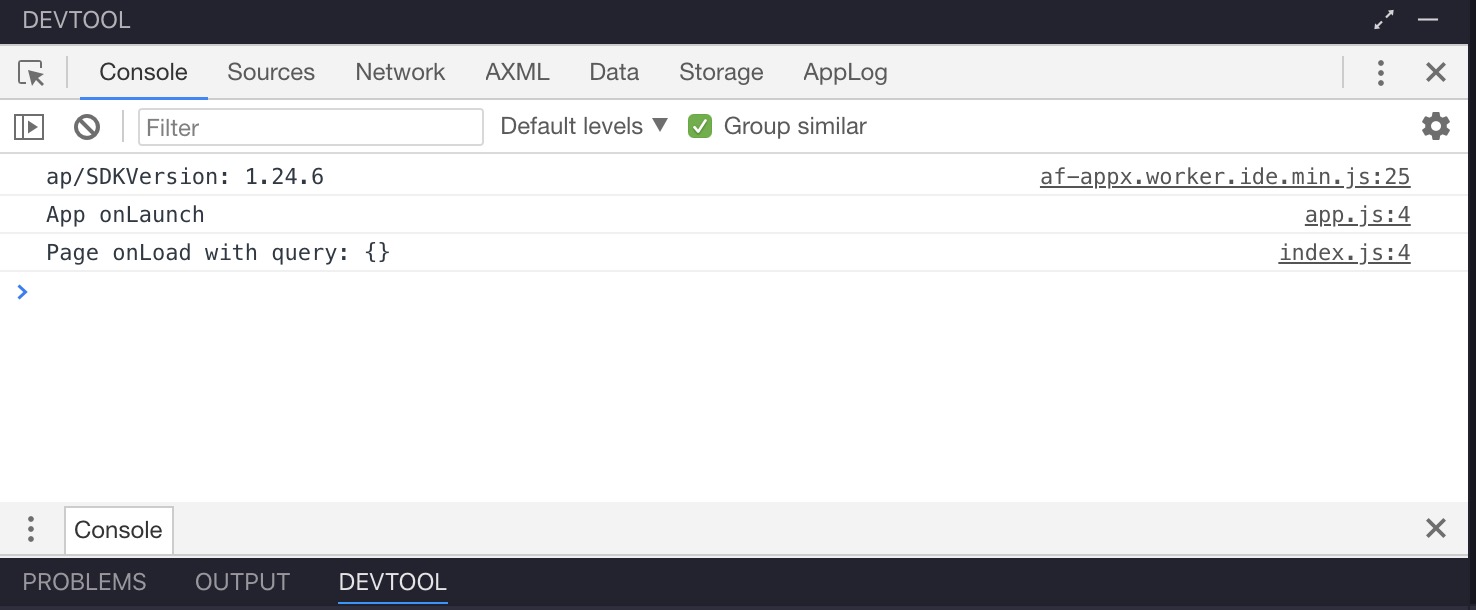 DEVTOOL
Console Sources Network AXML Data Storage AppLog
Filter Default levels ▼ Group similar
ap/SDKVersion: 1.24.6 af-appx.worker.ide.min.js:25
App onLaunch app.js:4
Page onLoad with query: {} index.js:4
Console
PROBLEMS OUTPUT DEVTOOL